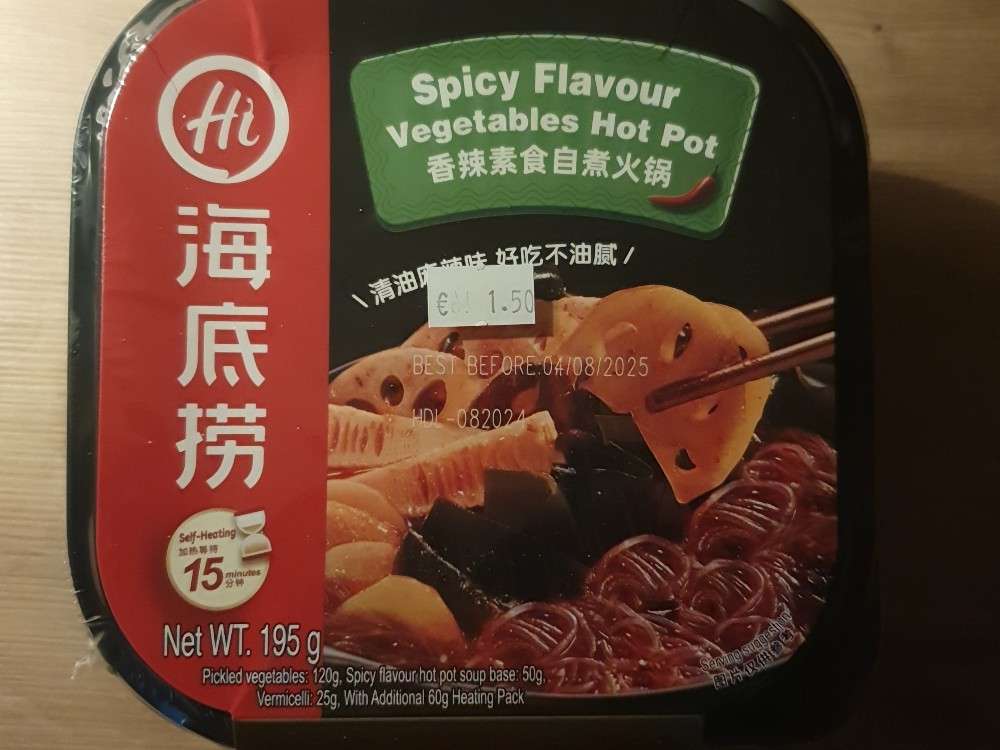 Hi
海底捞
Self-Heating
加热等待
15 minutes
分钟
Spicy Flavour
Vegetables Hot Pot
香辣素食自煮火锅
\ 清油麻辣味 好吃不油腻 /
€ 1.50
BEST BEFORE:04/08/2025
HDL-082024
Net WT. 195 g
Pickled vegetables: 120g, Spicy flavour hot pot soup base: 50g,
Vermicelli: 25g, With Additional 60g Heating Pack
Serving suggestion
图片仅供参考